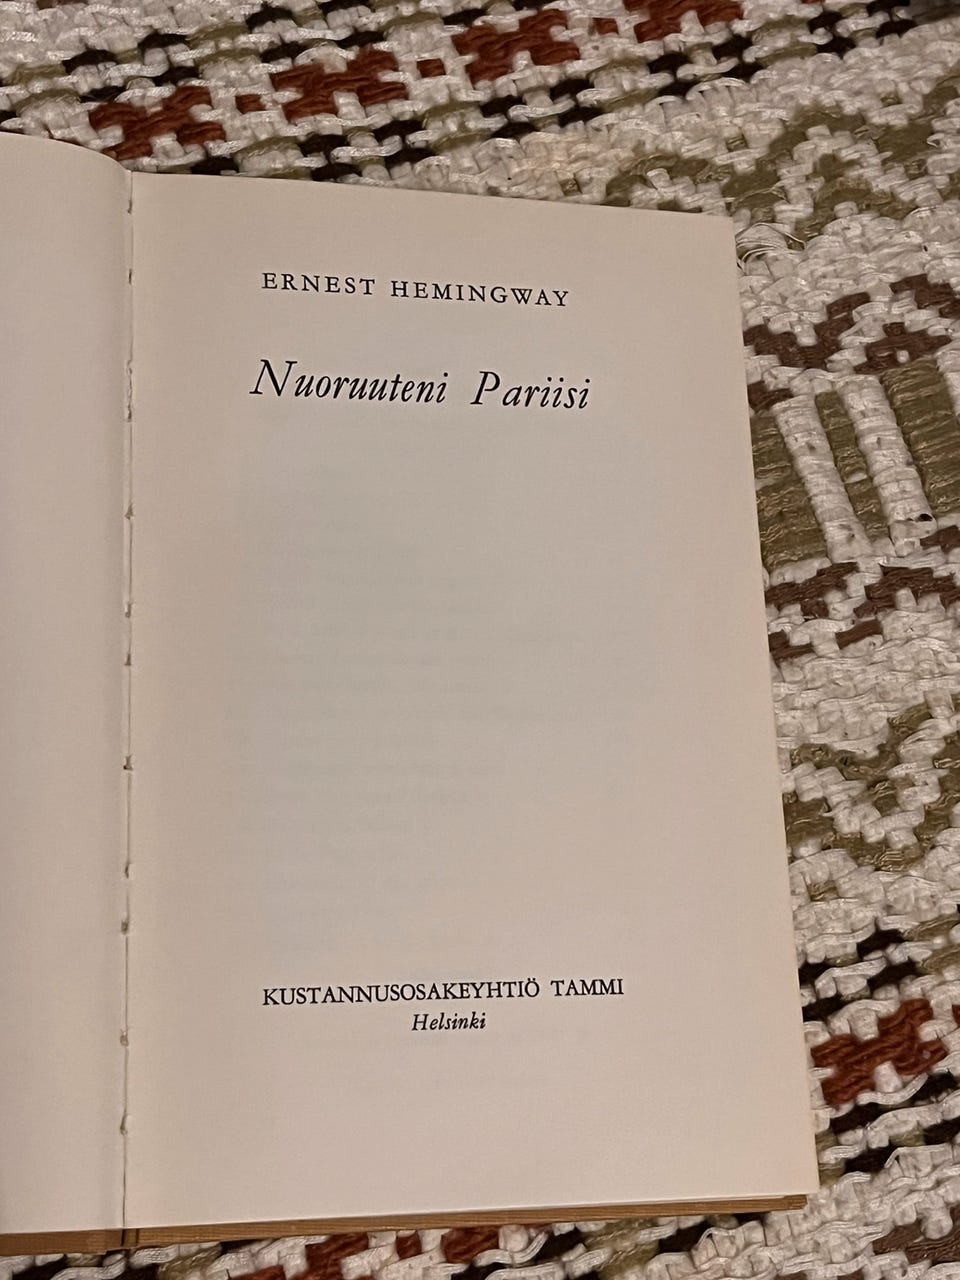 ERNEST HEMINGWAY
Nuoruuteni Pariisi
KUSTANNUSOSAKEYHTIÖ TAMMI
Helsinki